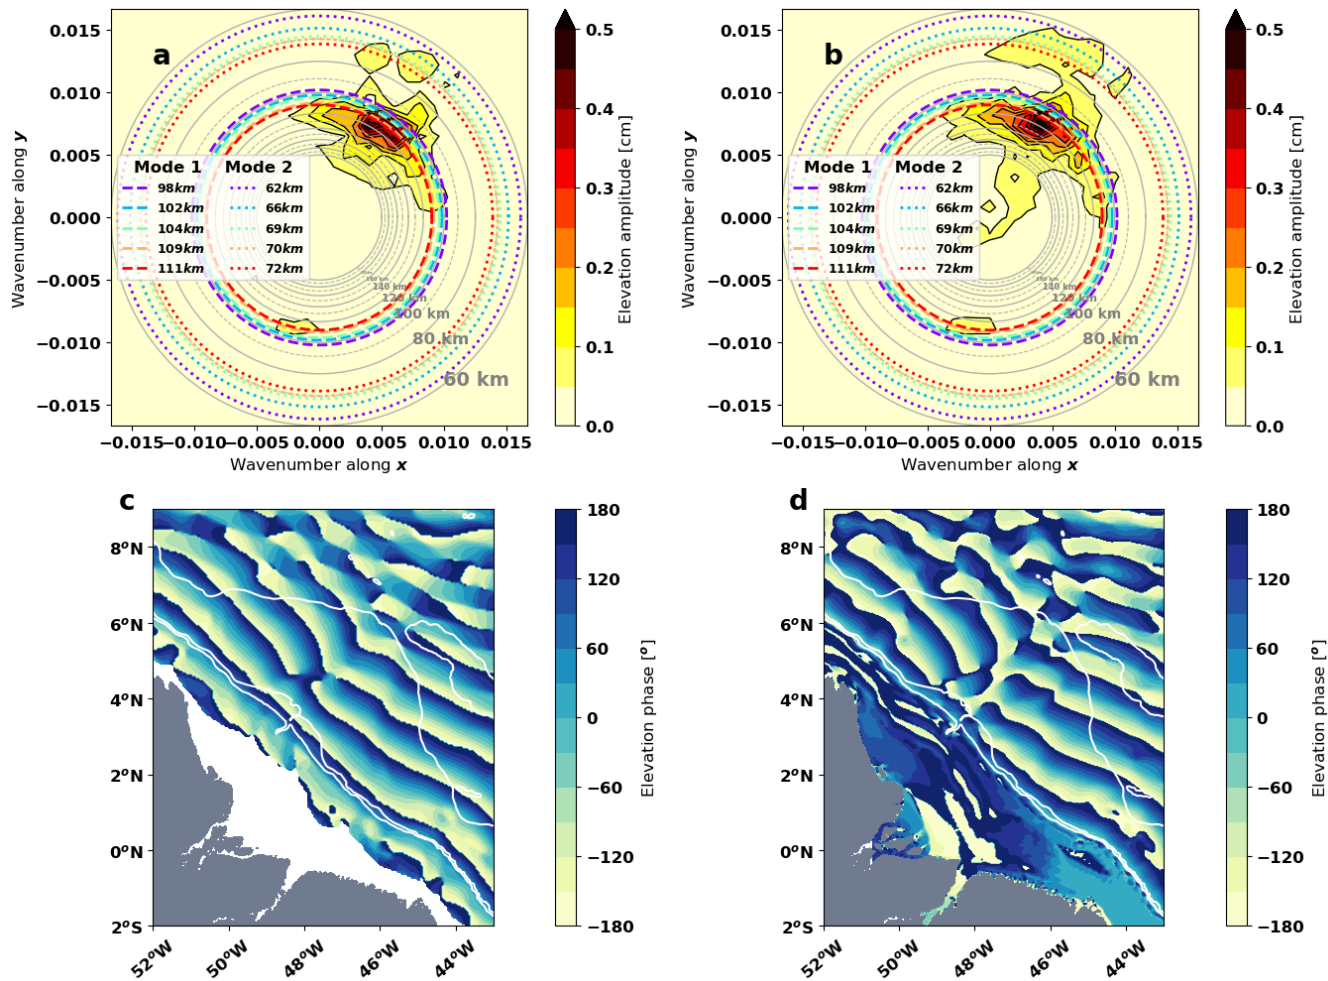 a
0.015
0.010
0.005
0.000
−0.005
−0.010
−0.015
Wavenumber along y
Mode 1 Mode 2
98km 62km
102km 66km
104km 69km
109km 70km
111km 72km
140 km
120 km
100 km
80 km
60 km
−0.015 −0.010 −0.005 0.000 0.005 0.010 0.015
Wavenumber along x
0.5
0.4
0.3
0.2
0.1
0.0
Elevation amplitude [cm]
b
0.015
0.010
0.005
0.000
−0.005
−0.010
−0.015
Wavenumber along y
Mode 1 Mode 2
98km 62km
102km 66km
104km 69km
109km 70km
111km 72km
140 km
120 km
100 km
80 km
60 km
−0.015 −0.010 −0.005 0.000 0.005 0.010 0.015
Wavenumber along x
0.5
0.4
0.3
0.2
0.1
0.0
Elevation amplitude [cm]
c
8°N
6°N
4°N
2°N
0°N
2°S
52°W 50°W 48°W 46°W 44°W
180
120
60
0
−60
−120
−180
Elevation phase [°]
d
8°N
6°N
4°N
2°N
0°N
2°S
52°W 50°W 48°W 46°W 44°W
180
120
60
0
−60
−120
−180
Elevation phase [°]